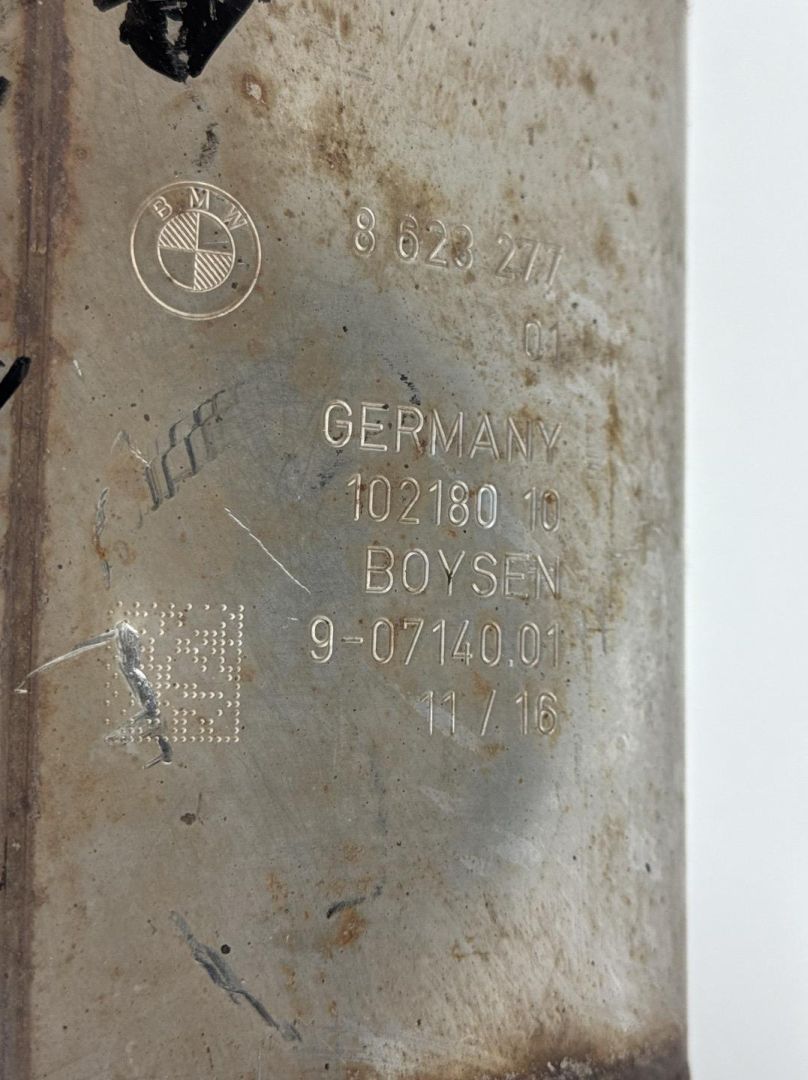 BMW
8 623 277
01
GERMANY
102180 10
BOYSEN
9-07140.01
11/16